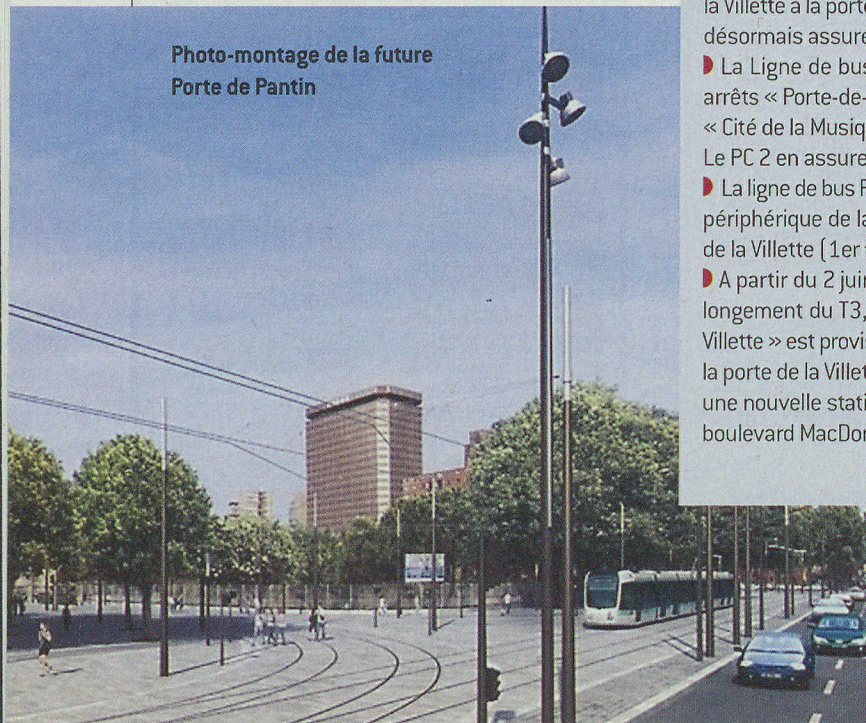 Photo-montage de la future
Porte de Pantin
la Villette à la porte
désormais assure
La Ligne de bus
arrêts « Porte-de-
« Cité de la Musiq
Le PC 2 en assure
La ligne de bus
périphérique de la
de la Villette (1er
A partir du 2 juin
longement du T3,
Villette » est provis
la porte de la Villet
une nouvelle stati
boulevard MacDon